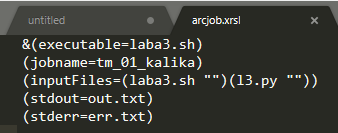 untitled
arcjob.xrsl
&(executable=laba3.sh)
(jobname=tm_01_kalika)
(inputFiles=(laba3.sh "")(l3.py ""))
(stdout=out.txt)
(stderr=err.txt)